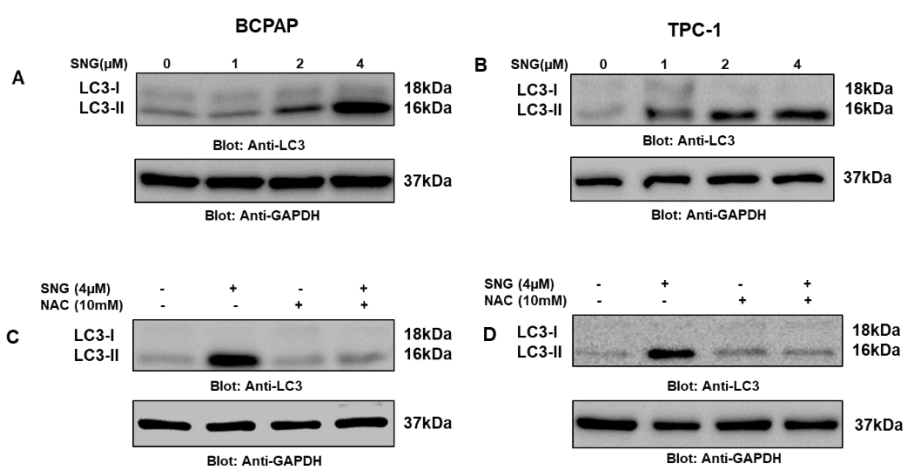 BCPAP
A
SNG(µM) 0 1 2 4
LC3-I 18kDa
LC3-II 16kDa
Blot: Anti-LC3
37kDa
Blot: Anti-GAPDH
TPC-1
B
SNG(µM) 0 1 2 4
LC3-I 18kDa
LC3-II 16kDa
Blot: Anti-LC3
37kDa
Blot: Anti-GAPDH
SNG (4µM) - + - +
NAC (10mM) - - + +
C
LC3-I 18kDa
LC3-II 16kDa
Blot: Anti-LC3
37kDa
Blot: Anti-GAPDH
SNG (4µM) - + - +
NAC (10mM) - - + +
D
LC3-I 18kDa
LC3-II 16kDa
Blot: Anti-LC3
37kDa
Blot: Anti-GAPDH